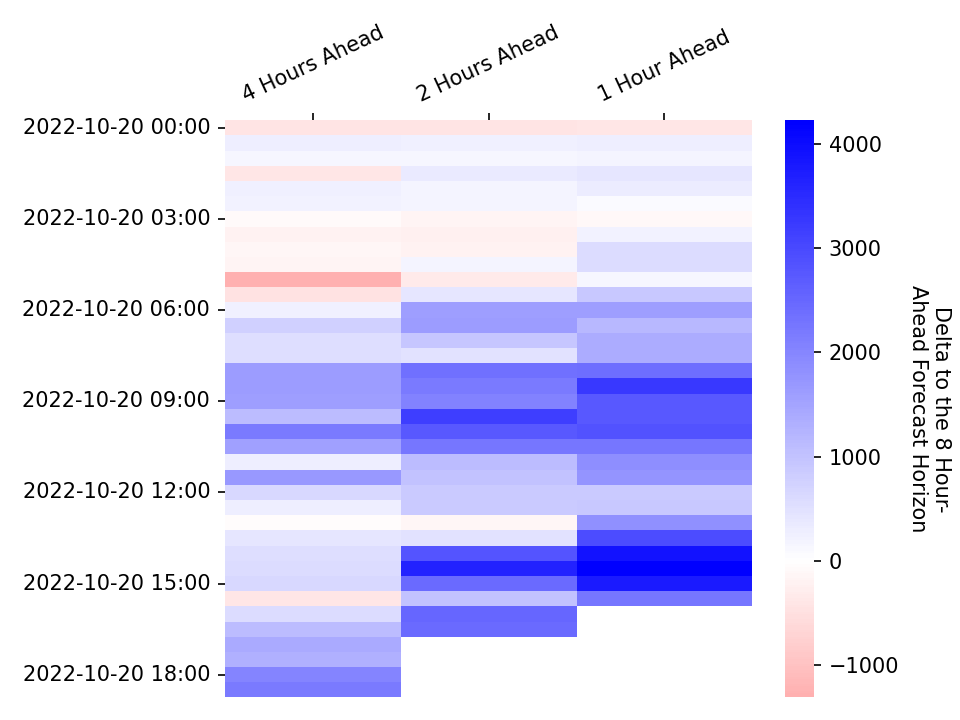 4 Hours Ahead
2 Hours Ahead
1 Hour Ahead
2022-10-20 00:00
2022-10-20 03:00
2022-10-20 06:00
2022-10-20 09:00
2022-10-20 12:00
2022-10-20 15:00
2022-10-20 18:00
4000
3000
2000
1000
0
−1000
Delta to the 8 Hour-
Ahead Forecast Horizon